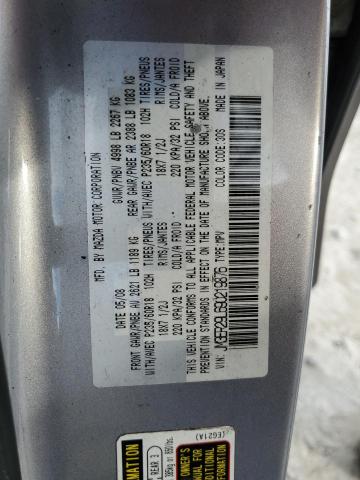 MFD. BY MAZDA MOTOR CORPORATION
05/08 GVWR/PNBV 4998 LB 2267 KG
FRONT GAWR/PNBE AV 2621 LB 1189 KG REAR GAWR/PNBE AR 2388 LB 1083 KG
WITH/AVEC P235/60R18 102H TIRES/PNEUS WITH/AVEC P235/60R18 102H TIRES/PNEUS
18X7 1/2J RIMS/JANTES 18X7 1/2J RIMS/JANTES
220 KPA/32 PSI COLD/A FROID 220 KPA/32 PSI COLD/A FROID
THIS VEHICLE CONFORMS TO ALL APPLICABLE FEDERAL MOTOR VEHICLE SAFETY AND THEFT
PREVENTION STANDARDS IN EFFECT ON THE DATE OF MANUFACTURE SHOWN ABOVE.
VIN: TYPE: MPV COLOR: 30S MADE IN JAPAN
(EG21A)
REAR 3
OWNER'S
FOR